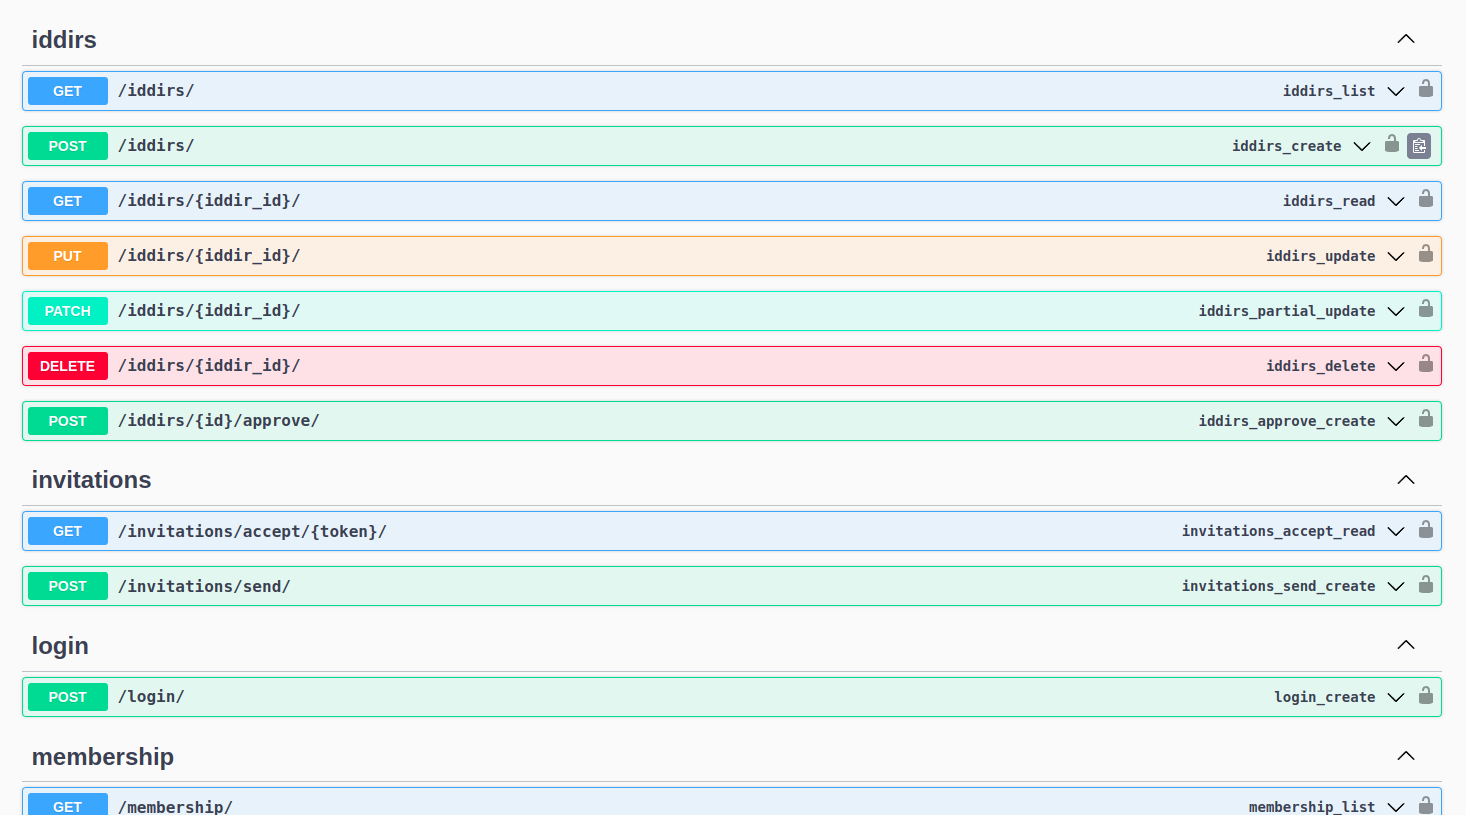 iddirs
GET /iddirs/ iddirs_list
POST /iddirs/ iddirs_create
GET /iddirs/{iddir_id}/ iddirs_read
PUT /iddirs/{iddir_id}/ iddirs_update
PATCH /iddirs/{iddir_id}/ iddirs_partial_update
DELETE /iddirs/{iddir_id}/ iddirs_delete
POST /iddirs/{id}/approve/ iddirs_approve_create
invitations
GET /invitations/accept/{token}/ invitations_accept_read
POST /invitations/send/ invitations_send_create
login
POST /login/ login_create
membership
GET /membership/ membership_list